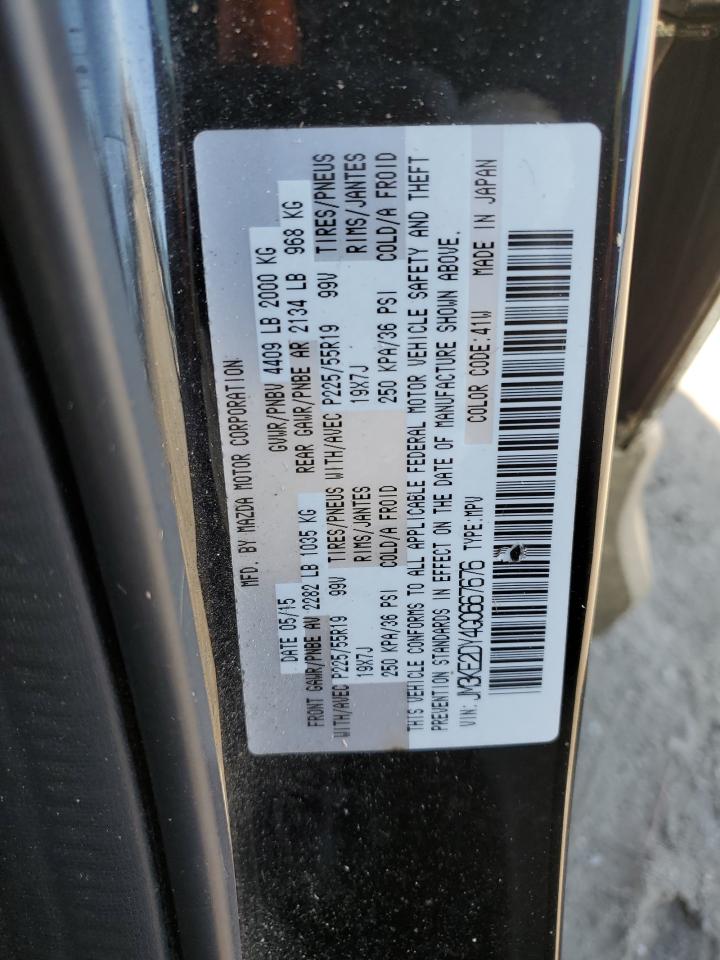 MFD. BY MAZDA MOTOR CORPORATION
DATE 05/15 GVWR/PNBV 4409 LB 2000 KG
FRONT GAWR/PNBE AV 2282 LB 1035 KG REAR GAWR/PNBE AR 2134 LB 968 KG
WITH/AVEC P225/55R19 99V TIRES/PNEUS WITH/AVEC P225/55R19 99V TIRES/PNEUS
19X7J RIMS/JANTES 19X7J RIMS/JANTES
250 KPA/36 PSI COLD/A FROID 250 KPA/36 PSI COLD/A FROID
THIS VEHICLE CONFORMS TO ALL APPLICABLE FEDERAL MOTOR VEHICLE SAFETY AND THEFT
PREVENTION STANDARDS IN EFFECT ON THE DATE OF MANUFACTURE SHOWN ABOVE.
VIN: JM3KE2DY4G0667676 TYPE:MPV COLOR CODE:41W MADE IN JAPAN